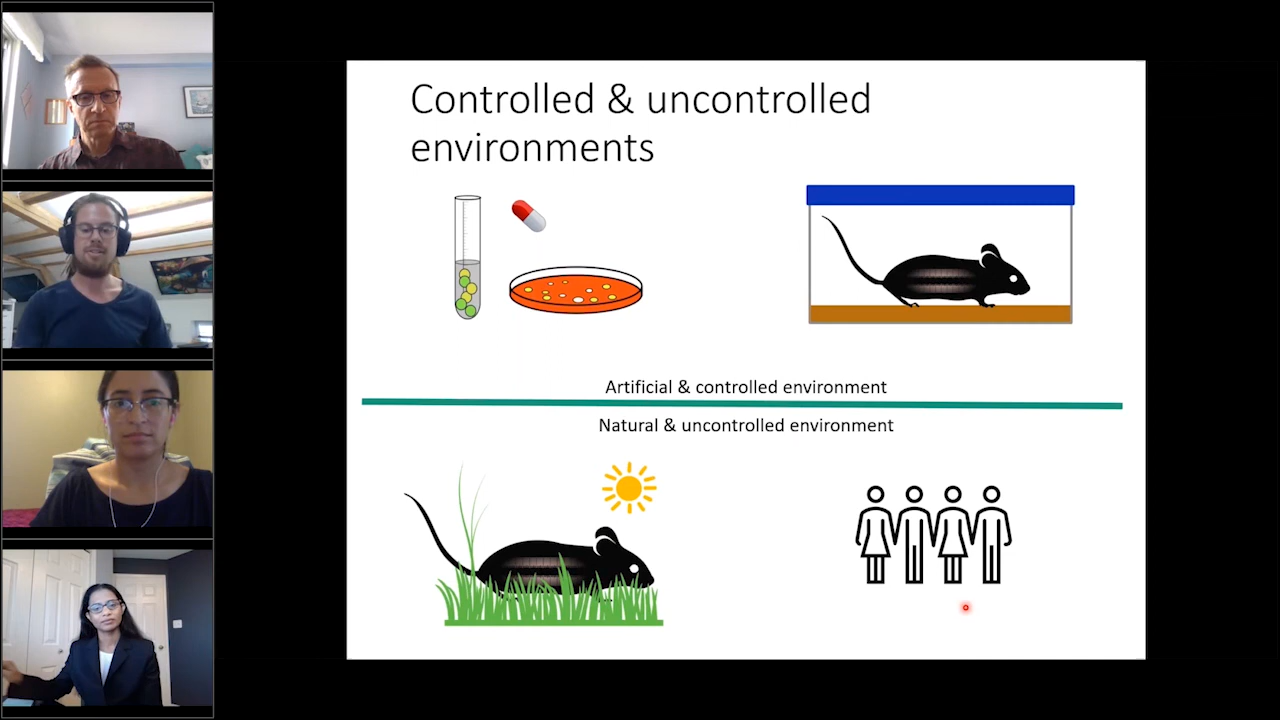 Controlled & uncontrolled
environments
Artificial & controlled environment
Natural & uncontrolled environment